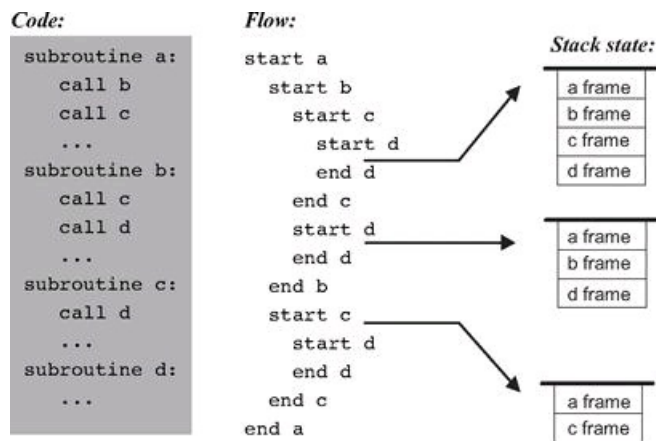 Code:
subroutine a:
call b
call c
...
subroutine b:
call c
call d
...
subroutine c:
call d
...
subroutine d:
...
Flow:
start a
start b
start c
start d
end d
end c
start d
end d
end b
start c
start d
end d
end c
end a
Stack state:
a frame
b frame
c frame
d frame
a frame
b frame
d frame
a frame
c frame